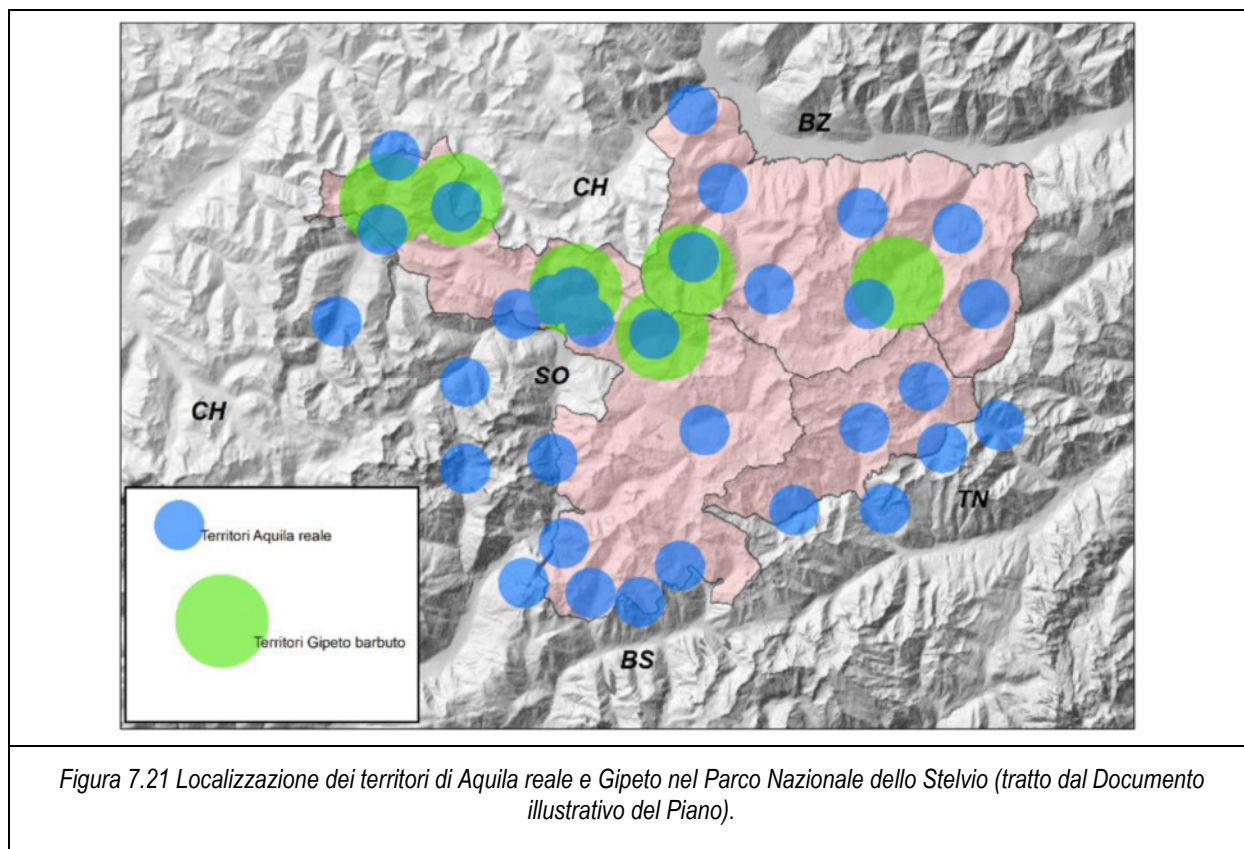 BZ
CH
SO
CH
TN
BS
Territori Aquila reale
Territori Gipeto barbuto
Figura 7.21 Localizzazione dei territori di Aquila reale e Gipeto nel Parco Nazionale dello Stelvio (tratto dal Documento
illustrativo del Piano).